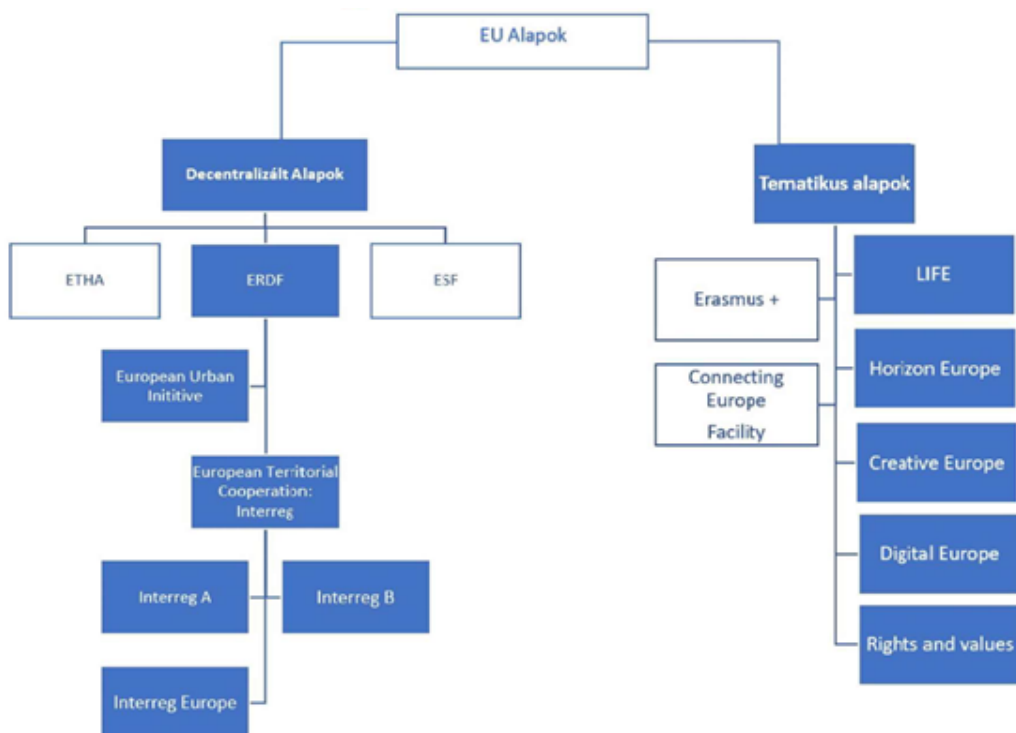 EU Alapok
Decentralizált Alapok
ETHA
ERDF
ESF
European Urban
Inititive
European Territorial
Cooperation:
Interreg
Interreg A
Interreg B
Interreg Europe
Tematikus alapok
Erasmus +
LIFE
Connecting
Europe
Facility
Horizon Europe
Creative Europe
Digital Europe
Rights and values